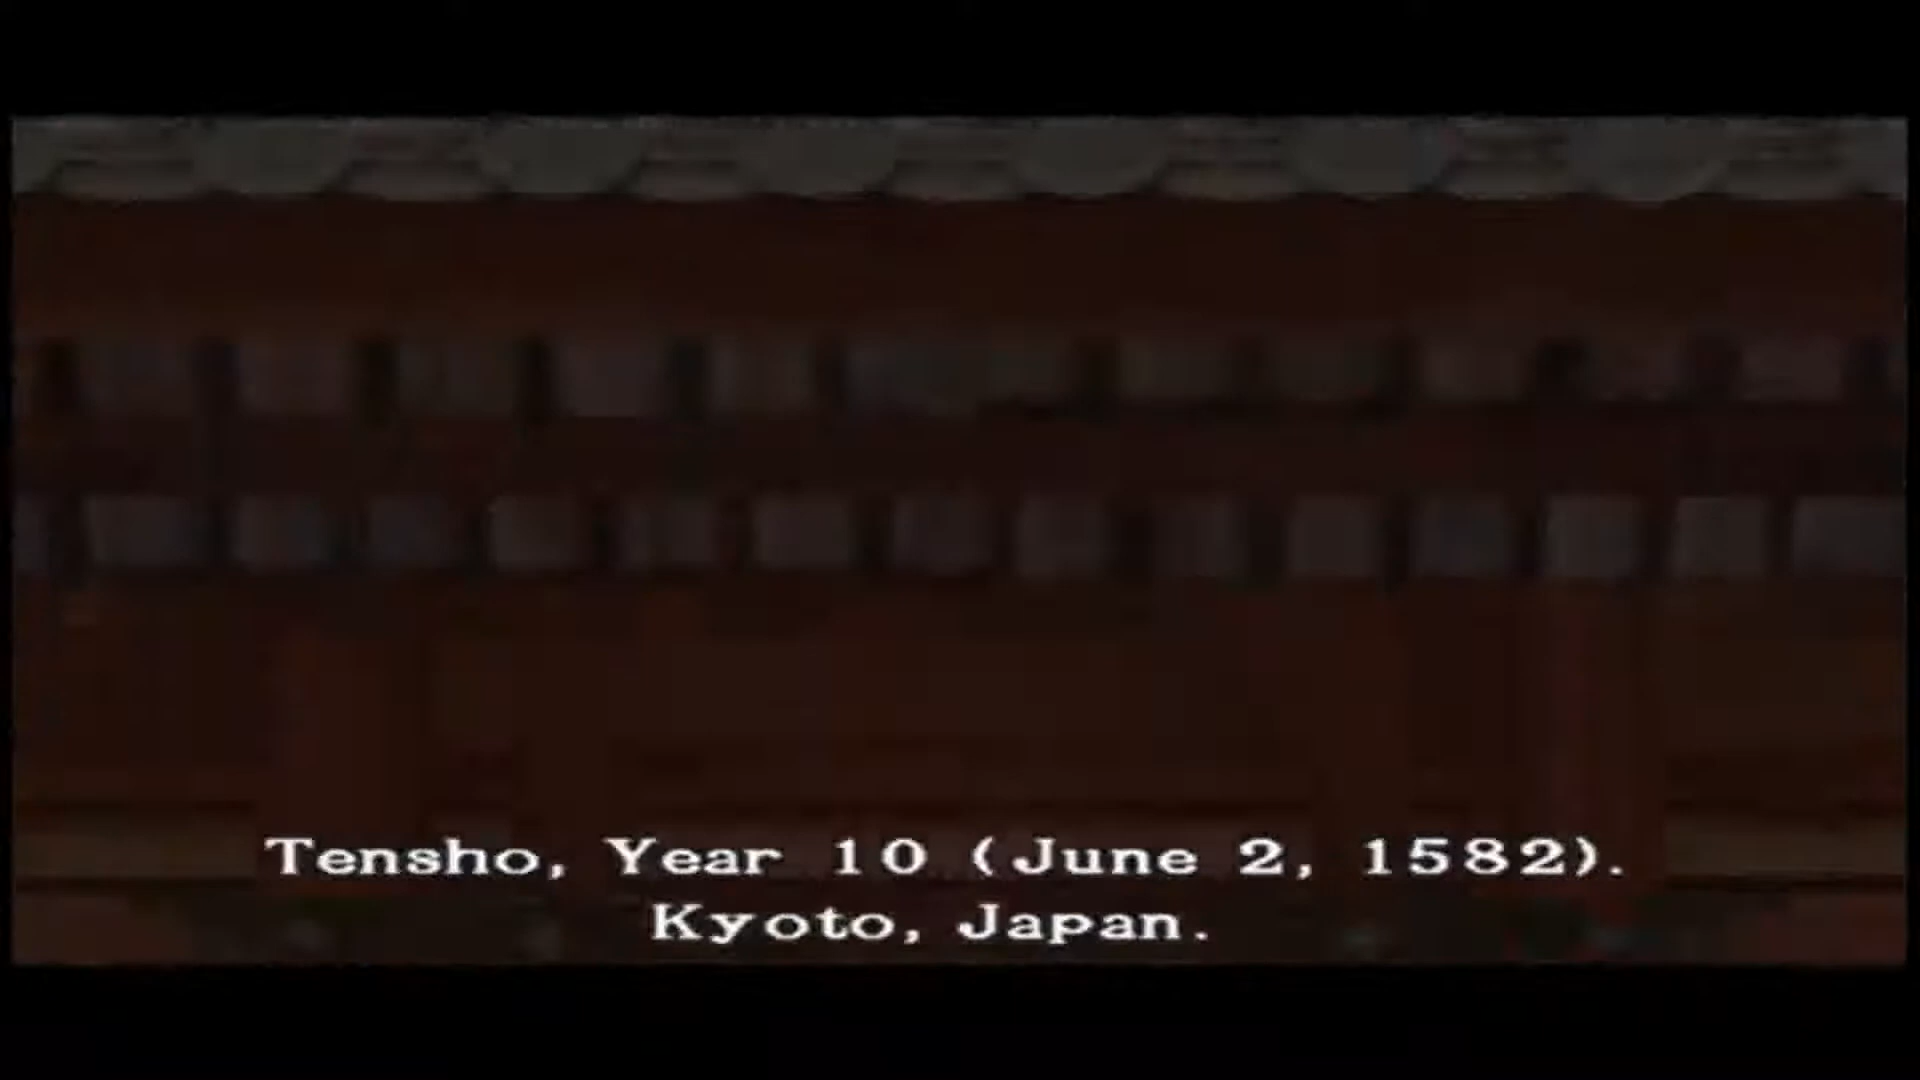 Tensho, Year 10 (June 2, 1582).
Kyoto, Japan.